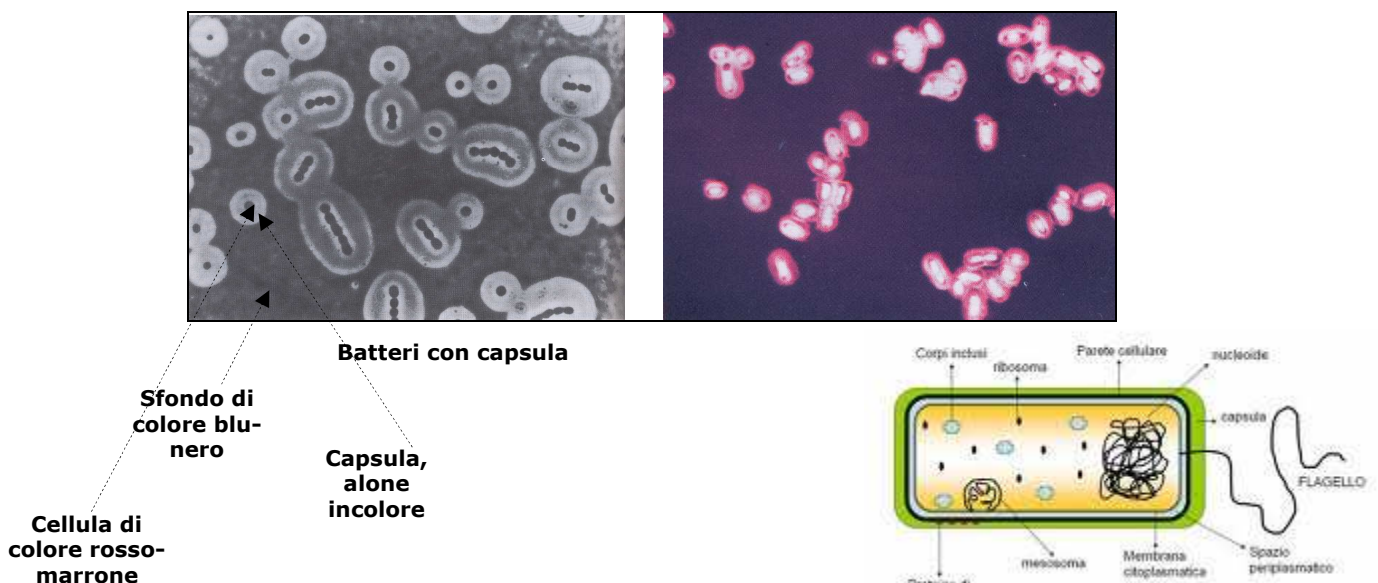 Batteri con capsula
Sfondo di
colore blu-
nero
Capsula,
alone
incolore
Cellula di
colore rosso-
marrone
Corpi inclusi
ribosoma
Parete cellulare
nucleoide
capsula
FLAGELLO
mesosoma
Membrana
citoplasmatica
Spazio
periplasmatico